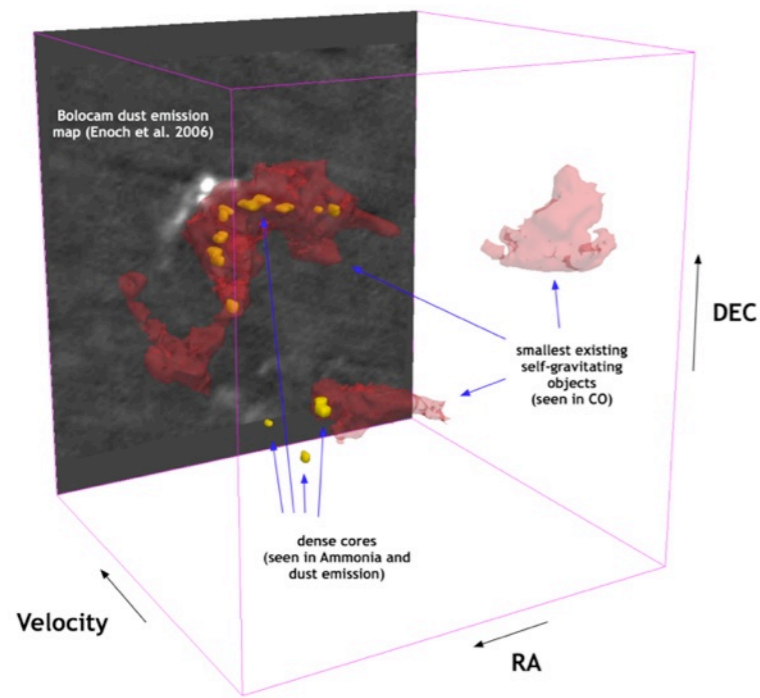 Bolocam dust emission
map (Enoch et al. 2006)
DEC
smallest existing
self-gravitating
objects
(seen in CO)
dense cores
(seen in Ammonia and
dust emission)
Velocity
RA